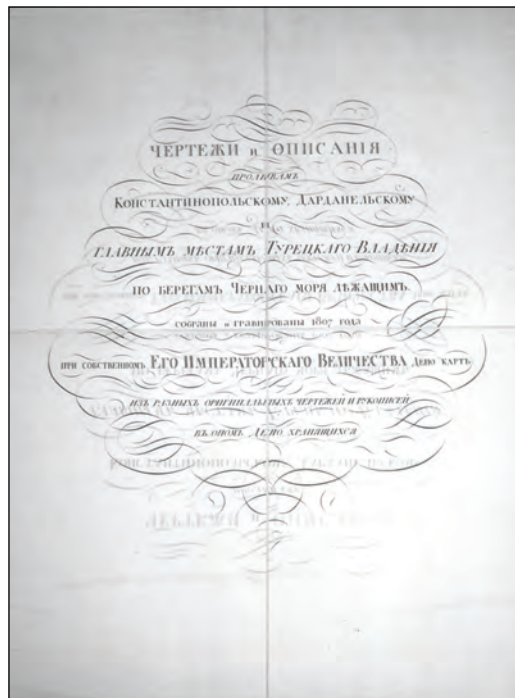 ЧЕРТЕЖИ и ОПИСАНІЯ
ПРОЛИВАМЪ
КОНСТАНТИНОПОЛЬСКОМУ, ДАРДАНЕЛЬСКОМУ
И
ГЛАВНЫМЪ МѢСТАМЪ ТУРЕЦКАГО ВЛАДѢНІЯ
ПО БЕРЕГАМЪ ЧЕРНАГО МОРЯ ЛѢЖАЩИМЪ.
СОБРАНЫ и ГРАВИРОВАНЫ 1807 ГОДА
ПРИ СОБСТВЕННОМЪ ЕГО ИМПЕРАТОРСКАГО ВЕЛИЧЕСТВА ДЕПО КАРТЪ
ИЗЪ РАЗНЫХЪ ОРИГИНАЛЬНЫХЪ ЧЕРТЕЖЕЙ И РУКОПИСЕЙ
ВЪ ОНОМЪ ДЕПО ХРАНЯЩИХСЯ